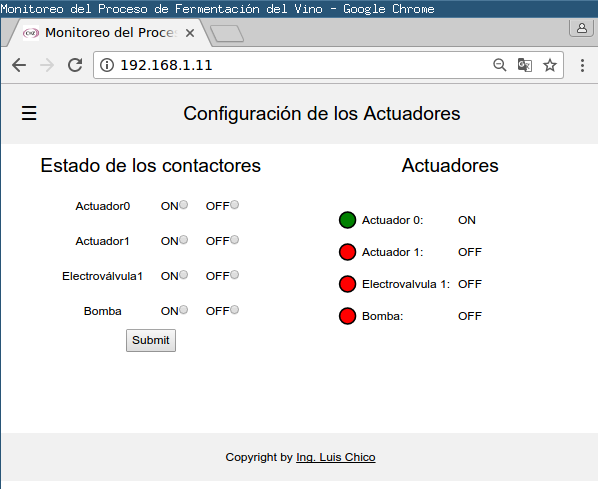 Monitoreo del Proceso de Fermentación del Vino - Google Chrome
Monitoreo del Proces
192.168.1.11
Configuración de los Actuadores
Estado de los contactores
Actuador0 ON OFF
Actuador1 ON OFF
Electroválvula1 ON OFF
Bomba ON OFF
Submit
Actuadores
Actuador 0: ON
Actuador 1: OFF
Electrovalvula 1: OFF
Bomba: OFF
Copyright by Ing. Luis Chico